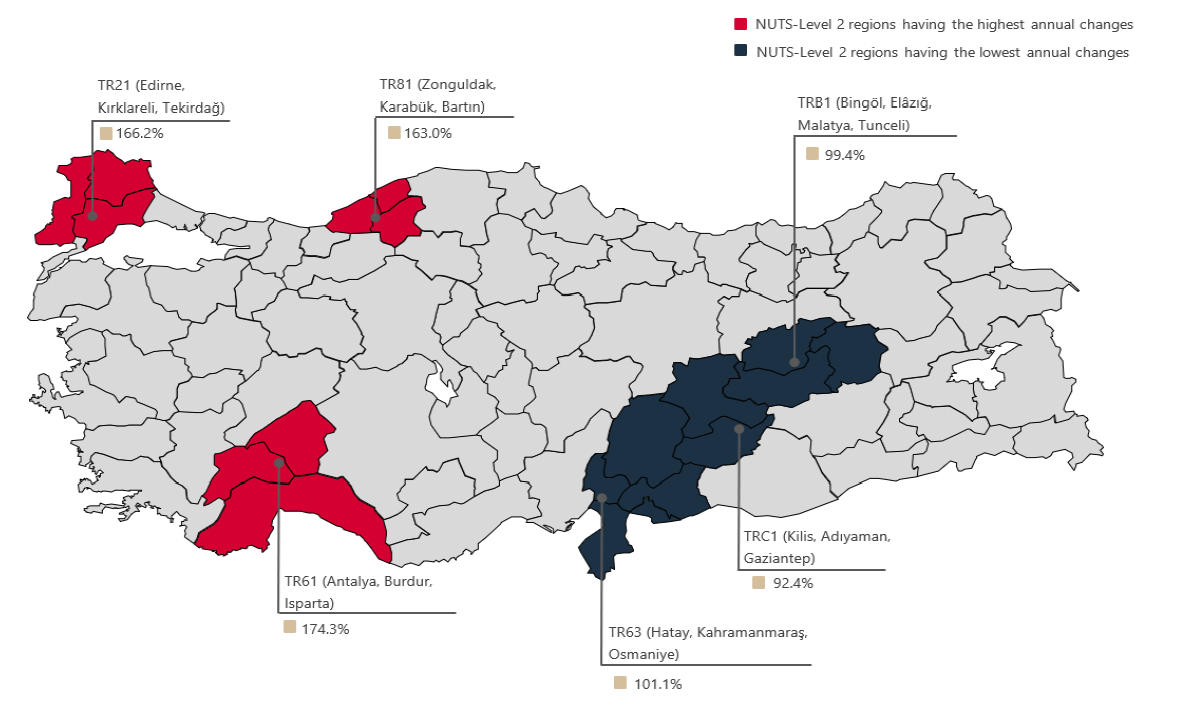 NUTS-Level 2 regions having the highest annual changes
NUTS-Level 2 regions having the lowest annual changes
TR21 (Edirne,
Kırklareli, Tekirdağ)
166.2%
TR81 (Zonguldak,
Karabük, Bartın)
163.0%
TRB1 (Bingöl, Elâzığ,
Malatya, Tunceli)
99.4%
TRC1 (Kilis, Adıyaman,
Gaziantep)
92.4%
TR61 (Antalya, Burdur,
Isparta)
174.3%
TR63 (Hatay, Kahramanmaraş,
Osmaniye)
101.1%